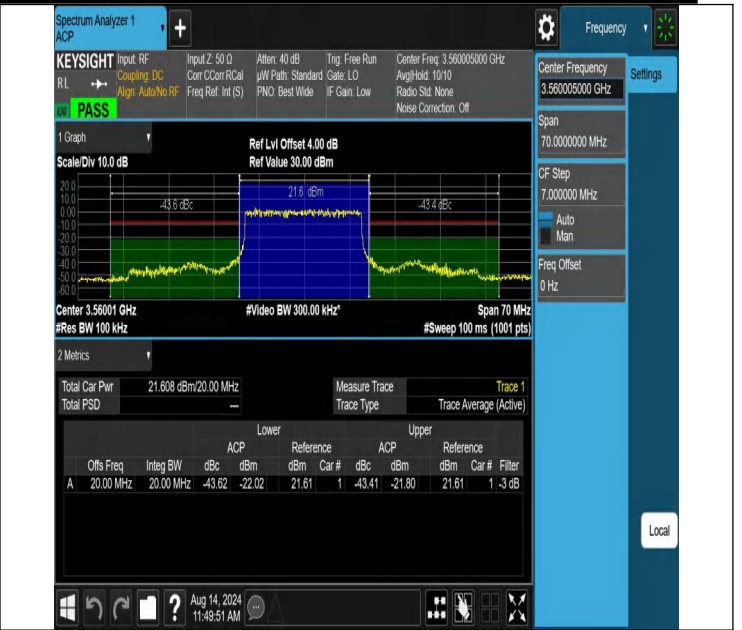 Spectrum Analyzer 1
ACP
+
Frequency
KEYSIGHT Input: RF Input Z: 50 Ω Atten: 40 dB Trig: Free Run Center Freq: 3.560005000 GHz
RL Coupling: DC Corr CCorr RCal µW Path: Standard Gate: LO Avg|Hold: 10/10
Align: Auto/No RF Freq Ref: Int (S) PNO: Best Wide IF Gain: Low Radio Std: None
LXI PASS Noise Correction: Off
Center Frequency
3.560005000 GHz
Settings
Span
70.0000000 MHz
CF Step
7.000000 MHz
Auto
Man
Freq Offset
0 Hz
1 Graph
Ref Lvl Offset 4.00 dB
Scale/Div 10.0 dB Ref Value 30.00 dBm
20.0
10.0
0.00
-10.0
-20.0
-30.0
-40.0
-50.0
-60.0
-43.6 dBc 21.6 dBm -43.4 dBc
Center 3.56001 GHz #Video BW 300.00 kHz* Span 70 MHz
#Res BW 100 kHz #Sweep 100 ms (1001 pts)
2 Metrics
Total Car Pwr 21.608 dBm/20.00 MHz Measure Trace Trace 1
Total PSD --- Trace Type Trace Average (Active)
Lower Upper
ACP Reference ACP Reference
Offs Freq Integ BW dBc dBm dBm Car # dBc dBm dBm Car # Filter
A 20.00 MHz 20.00 MHz -43.62 -22.02 21.61 1 -43.41 -21.80 21.61 1 -3 dB
Local
? Aug 14, 2024
11:49:51 AM